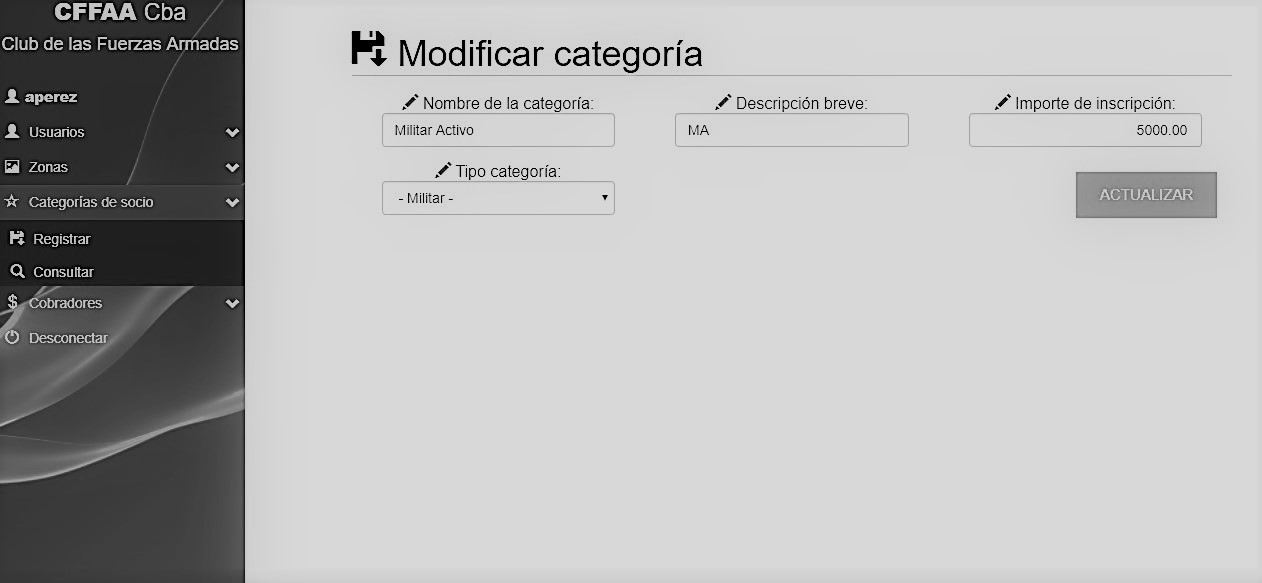 CFFAA Cba
Club de las Fuerzas Armadas
aperez
Usuarios
Zonas
Categorías de socio
Registrar
Consultar
Cobradores
Desconectar
Modificar categoría
Nombre de la categoría:
Militar Activo
Descripción breve:
MA
Importe de inscripción:
5000.00
Tipo categoría:
- Militar -
ACTUALIZAR